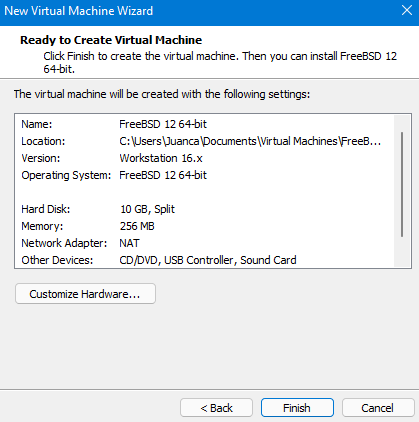 New Virtual Machine Wizard
Ready to Create Virtual Machine
Click Finish to create the virtual machine. Then you can install FreeBSD 12
64-bit.
The virtual machine will be created with the following settings:
Name: FreeBSD 12 64-bit
Location: C:\Users\Juanca\Documents\Virtual Machines\FreeB...
Version: Workstation 16.x
Operating System: FreeBSD 12 64-bit
Hard Disk: 10 GB, Split
Memory: 256 MB
Network Adapter: NAT
Other Devices: CD/DVD, USB Controller, Sound Card
Customize Hardware...
< Back Finish Cancel